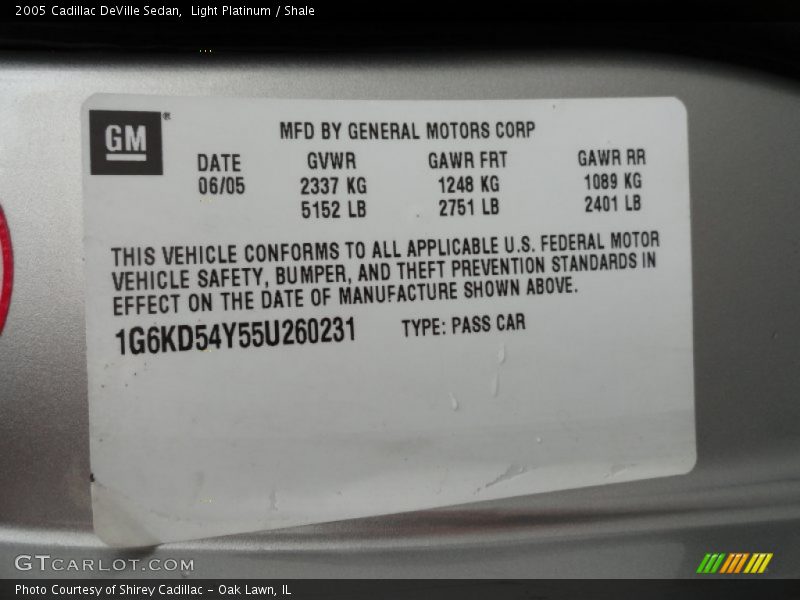 2005 Cadillac DeVille Sedan,  Light Platinum / Shale
GM®
MFD BY GENERAL MOTORS CORP
DATE GVWR GAWR FRT GAWR RR
06/05 2337 KG 1248 KG 1089 KG
5152 LB 2751 LB 2401 LB
THIS VEHICLE CONFORMS TO ALL APPLICABLE U.S. FEDERAL MOTOR
VEHICLE SAFETY, BUMPER, AND THEFT PREVENTION STANDARDS IN
EFFECT ON THE DATE OF MANUFACTURE SHOWN ABOVE.
1G6KD54Y55U260231 TYPE: PASS CAR
GTCARLOT.COM
Photo Courtesy of Shirey Cadillac - Oak Lawn, IL